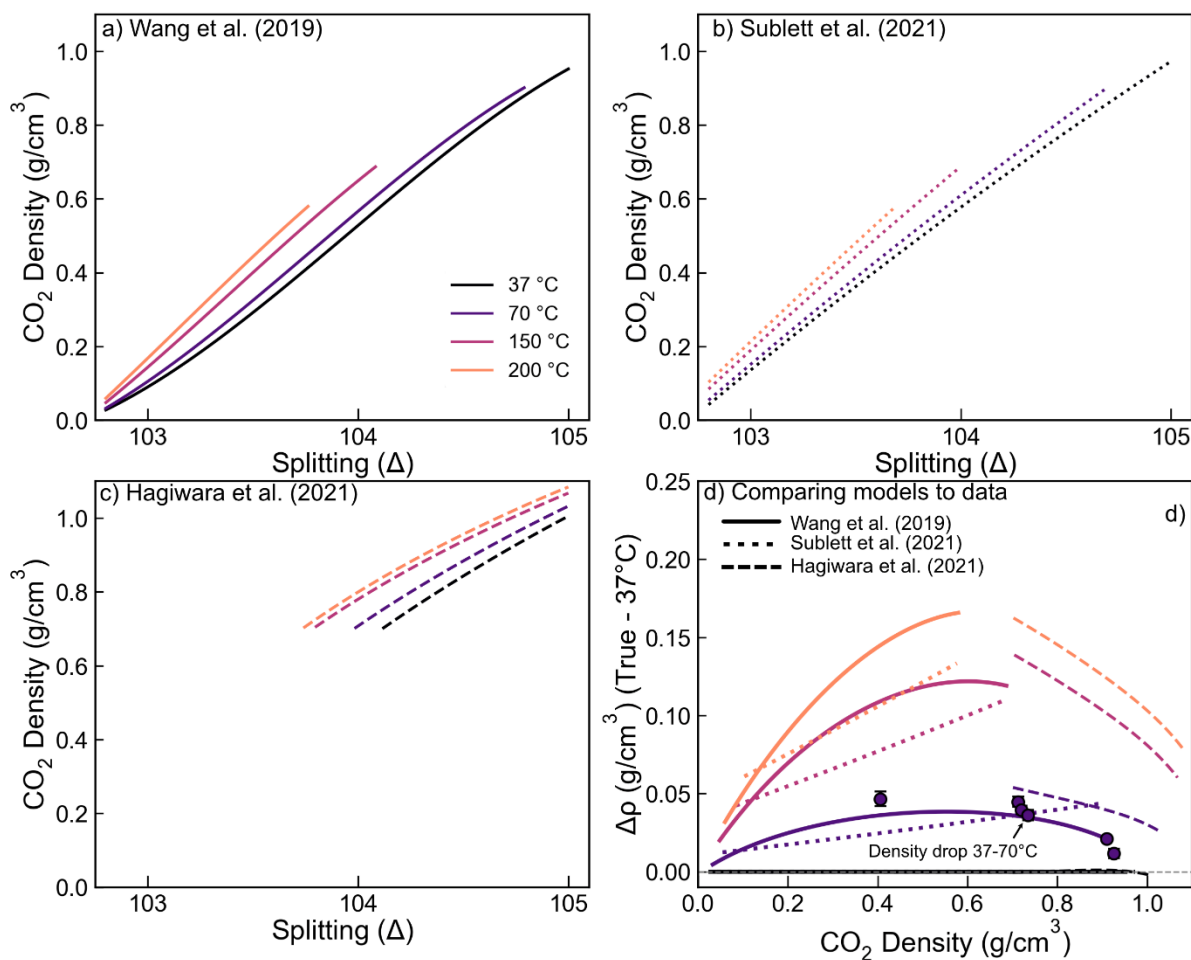 a) Wang et al. (2019)
CO2 Density (g/cm3)
1.0
0.8
0.6
0.4
0.2
0.0
37 °C
70 °C
150 °C
200 °C
103
104
105
Splitting (Δ)
b) Sublett et al. (2021)
CO2 Density (g/cm3)
1.0
0.8
0.6
0.4
0.2
0.0
103
104
105
Splitting (Δ)
c) Hagiwara et al. (2021)
CO2 Density (g/cm3)
1.0
0.8
0.6
0.4
0.2
0.0
103
104
105
Splitting (Δ)
d) Comparing models to data
d)
Wang et al. (2019)
Sublett et al. (2021)
Hagiwara et al. (2021)
Δρ (g/cm3) (True - 37°C)
0.25
0.20
0.15
0.10
0.05
0.00
Density drop 37-70°C
0.0
0.2
0.4
0.6
0.8
1.0
CO2 Density (g/cm3)